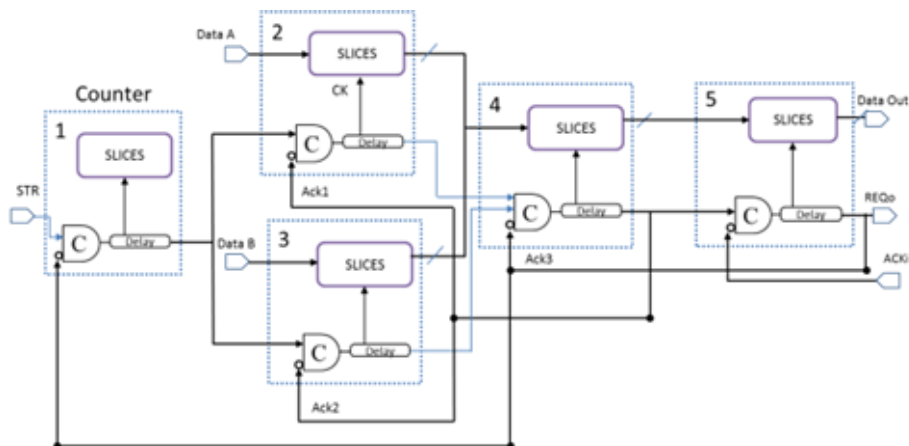 Counter
1
SLICES
STR
C
Delay
Data A
2
SLICES
CK
C
Delay
Ack1
Data B
3
SLICES
C
Delay
Ack2
4
SLICES
C
Delay
Ack3
5
SLICES
C
Delay
Data Out
REQo
ACKi